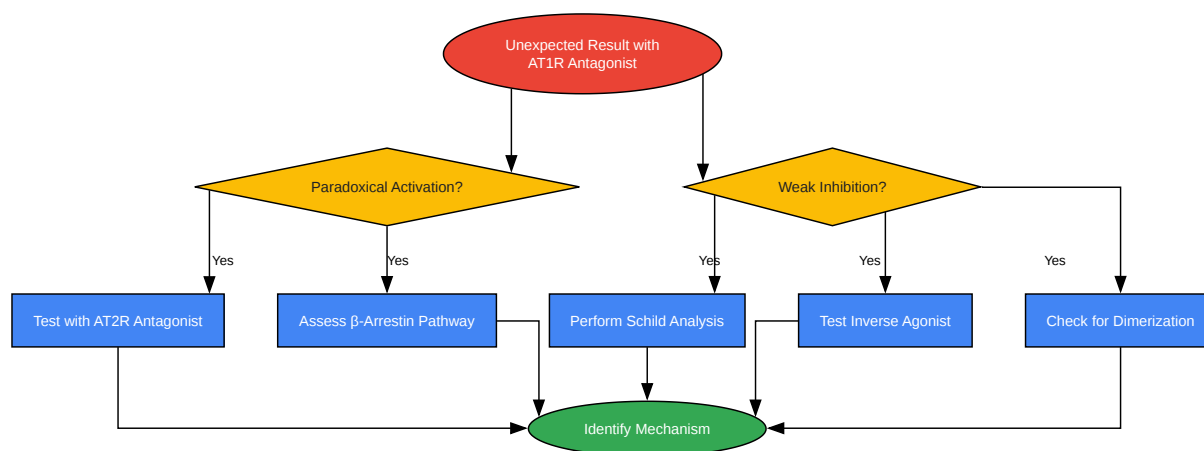 Unexpected Result with
AT1R Antagonist
Paradoxical Activation?
Weak Inhibition?
Yes
Yes
Yes
Yes
Yes
Test with AT2R Antagonist
Assess β-Arrestin Pathway
Perform Schild Analysis
Test Inverse Agonist
Check for Dimerization
Identify Mechanism